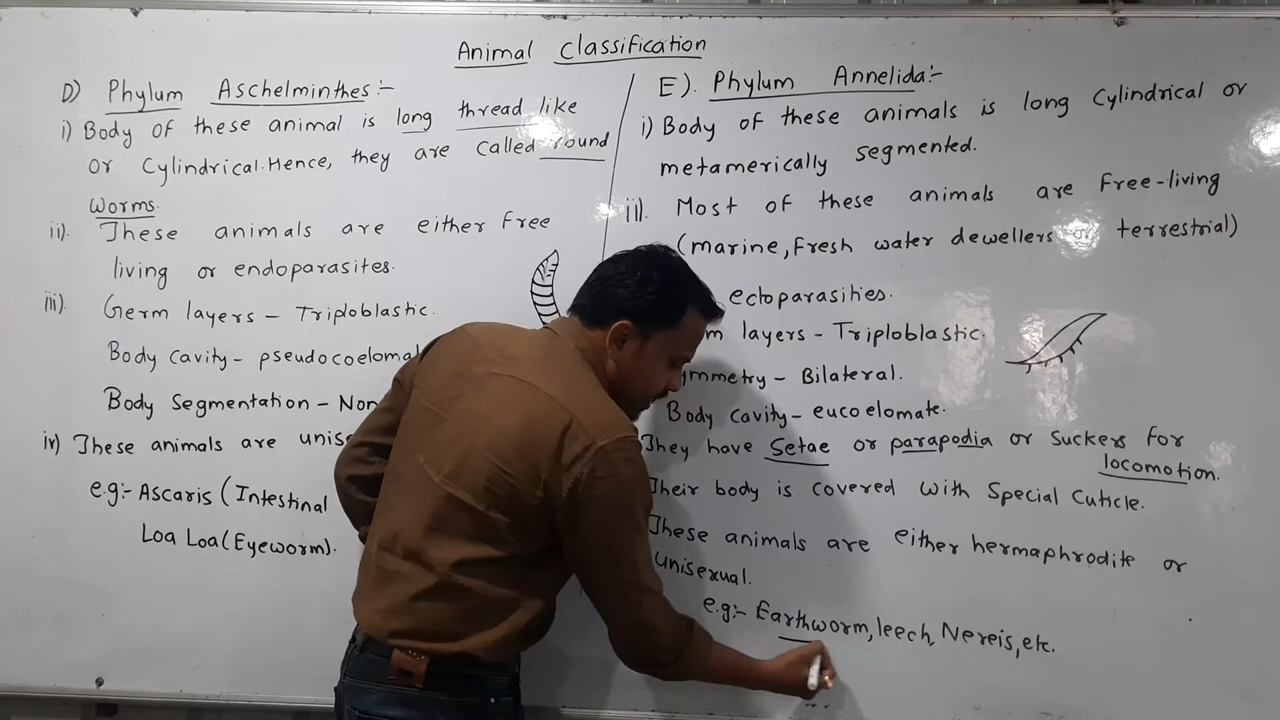 Animal Classification
D) Phylum Aschelminthes:-
i) Body of these animal is long thread like
or Cylindrical. Hence, they are called round
Worms.
ii). These animals are either Free
living or endoparasites.
iii). Germ layers – Triploblastic.
Body cavity – pseudocoeloma
Body Segmentation – Non
iv) These animals are unise
e.g:- Ascaris (Intestinal
Loa Loa (Eyeworm).
E). Phylum Annelida:-
i) Body of these animals is long Cylindrical or
metamerically segmented.
ii). Most of these animals are Free-living
(marine, Fresh water dewellers or terrestrial)
ectoparasities.
m layers – Triploblastic.
ymmetry – Bilateral.
Body cavity – eucoelomate.
They have Setae or parapodia or Suckers For
locomotion.
Their body is covered with Special Cuticle.
These animals are either hermaphrodite or
Unisexual.
e.g:- Earthworm, leech, Nereis, etc.